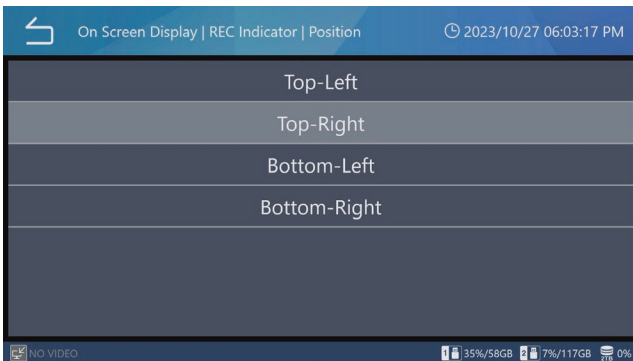 On Screen Display | REC Indicator | Position 2023/10/27 06:03:17 PM
Top-Left
Top-Right
Bottom-Left
Bottom-Right
NO VIDEO 1 35%/58GB 2 7%/117GB 2TB 0%